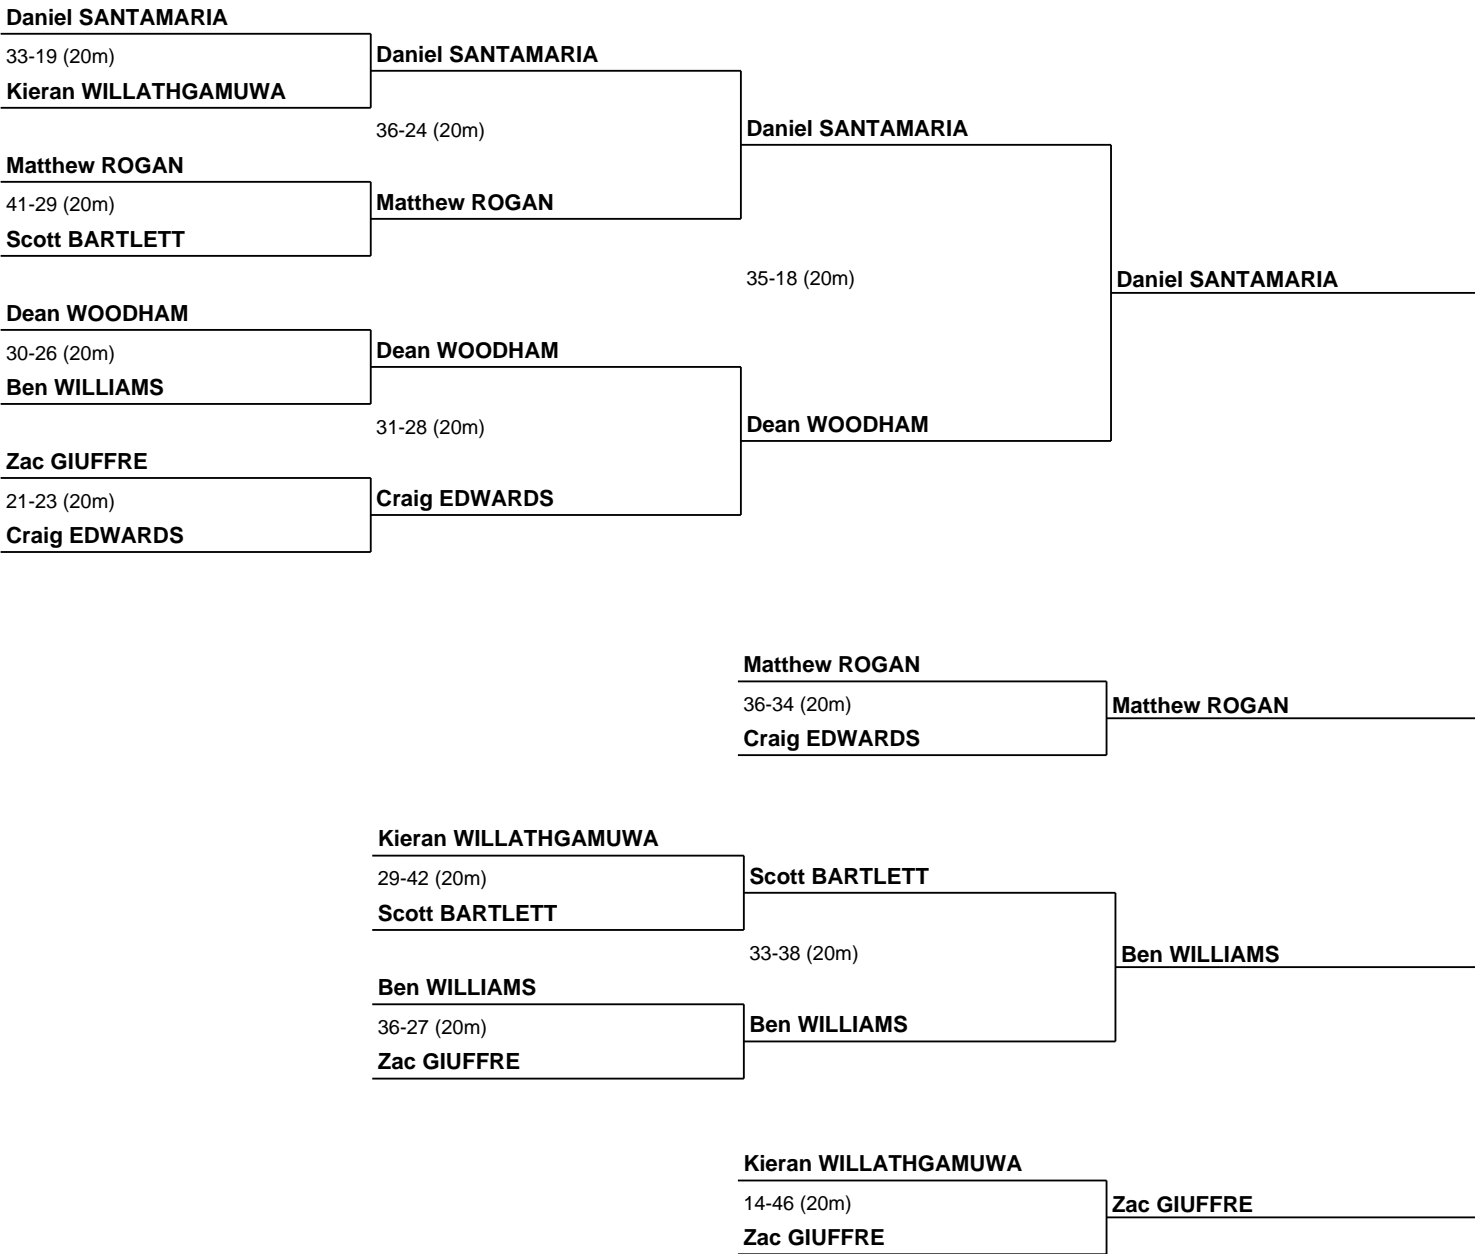 Daniel SANTAMARIA
33-19 (20m)
Daniel SANTAMARIA
Kieran WILLATHGAMUWA
36-24 (20m)
Daniel SANTAMARIA
Matthew ROGAN
41-29 (20m)
Matthew ROGAN
Scott BARTLETT
35-18 (20m)
Daniel SANTAMARIA
Dean WOODHAM
30-26 (20m)
Dean WOODHAM
Ben WILLIAMS
31-28 (20m)
Dean WOODHAM
Zac GIUFFRE
21-23 (20m)
Craig EDWARDS
Craig EDWARDS
Matthew ROGAN
36-34 (20m)
Matthew ROGAN
Craig EDWARDS
Kieran WILLATHGAMUWA
29-42 (20m)
Scott BARTLETT
Scott BARTLETT
33-38 (20m)
Ben WILLIAMS
Ben WILLIAMS
36-27 (20m)
Ben WILLIAMS
Zac GIUFFRE
Kieran WILLATHGAMUWA
14-46 (20m)
Zac GIUFFRE
Zac GIUFFRE